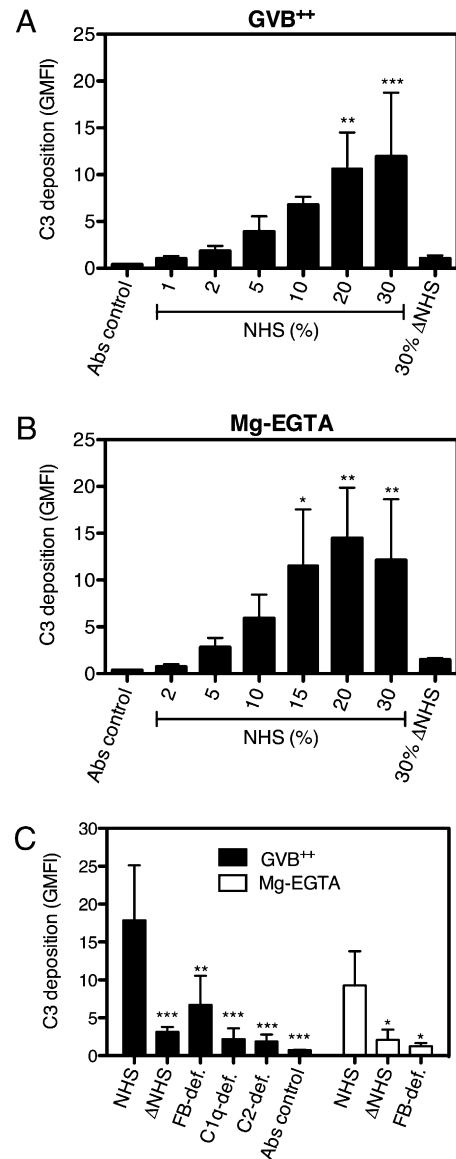 A
GVB++
C3 deposition (GMFI)
25
20
15
10
5
0
**
***
Abs control
1
2
5
10
20
30
30% ΔNHS
NHS (%)
B
Mg-EGTA
C3 deposition (GMFI)
25
20
15
10
5
0
*
**
**
Abs control
2
5
10
15
20
30
30% ΔNHS
NHS (%)
C
C3 deposition (GMFI)
30
25
20
15
10
5
0
GVB++
Mg-EGTA
***
**
***
***
***
*
*
NHS
ΔNHS
FB-def.
C1q-def.
C2-def.
Abs control
NHS
ΔNHS
FB-def.